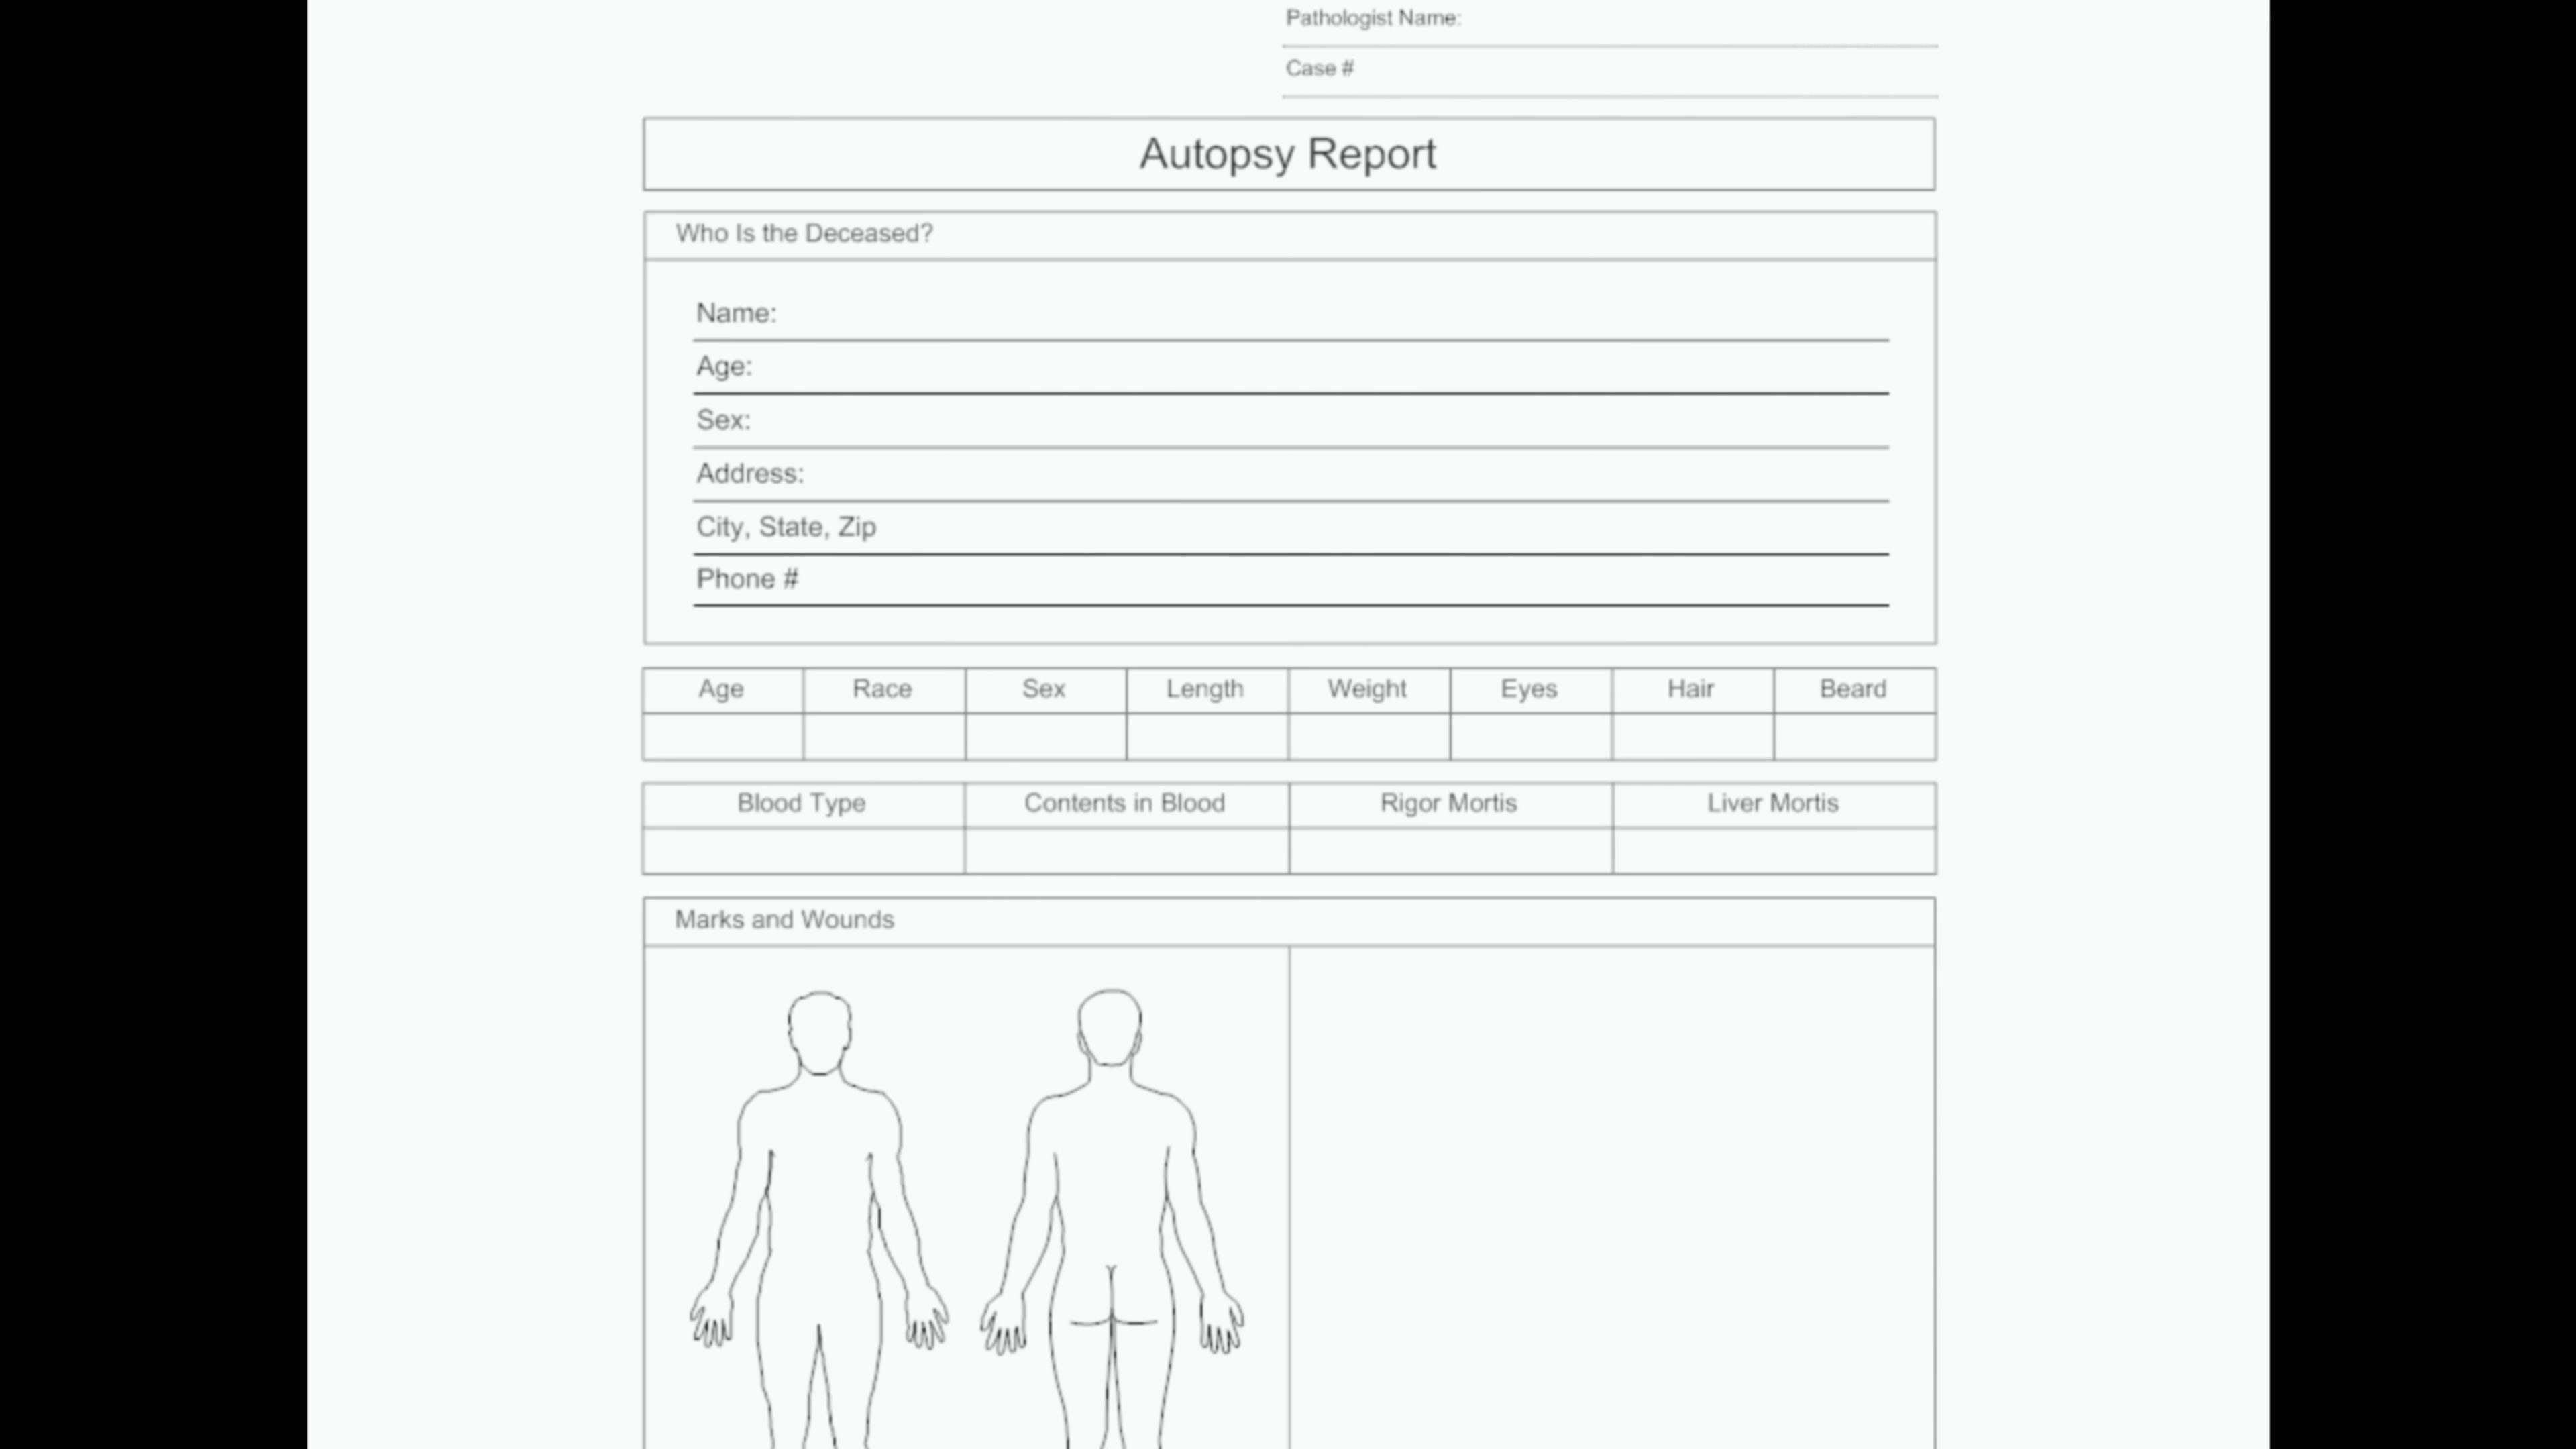 Pathologist Name:
Case #
Autopsy Report
Who Is the Deceased?
Name:
Age:
Sex:
Address:
City, State, Zip
Phone #
Age Race Sex Length Weight Eyes Hair Beard
Blood Type Contents in Blood Rigor Mortis Liver Mortis
Marks and Wounds